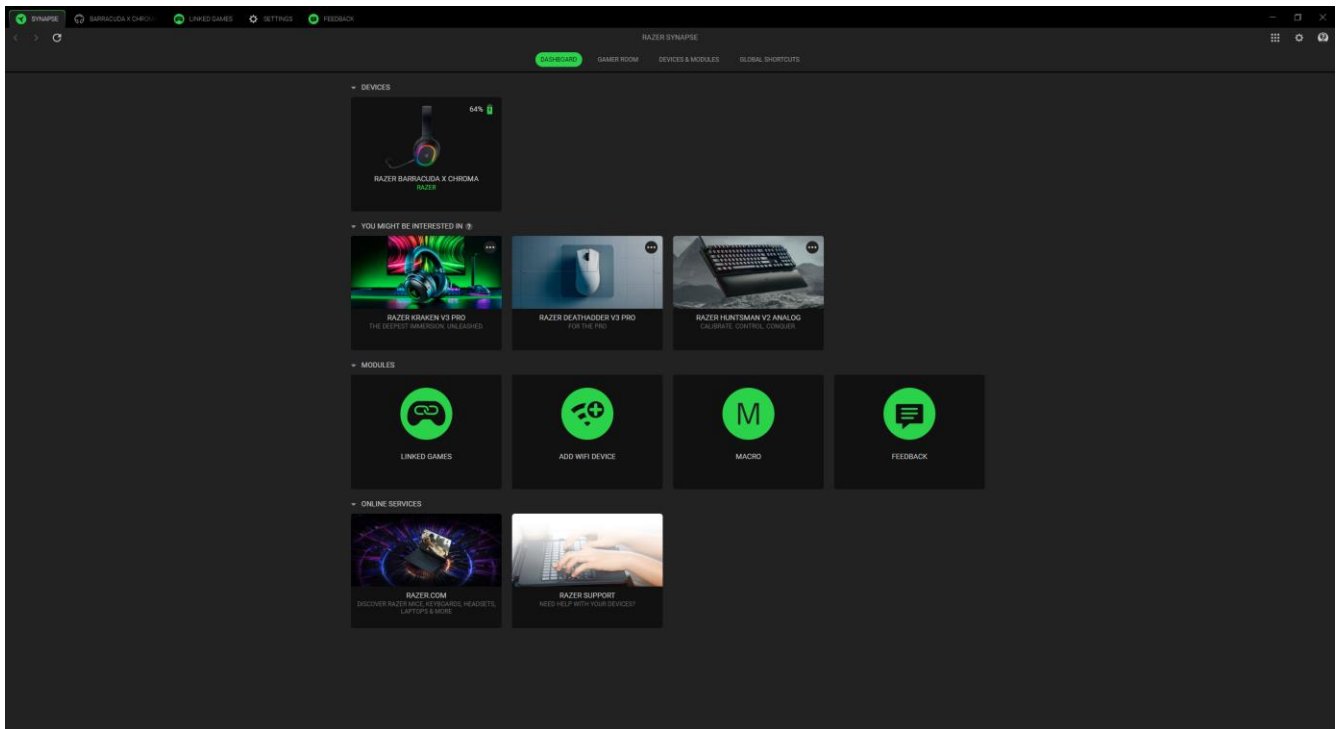 SYNAPSE
BARRACUDA X CHROMA
LINKED GAMES
SETTINGS
FEEDBACK
RAZER SYNAPSE
DASHBOARD
GAMER ROOM
DEVICES & MODULES
GLOBAL SHORTCUTS
DEVICES
64%
RAZER BARRACUDA X CHROMA
RAZER
YOU MIGHT BE INTERESTED IN ?
RAZER KRAKEN V3 PRO
THE DEEPEST IMMERSION. UNLEASHED.
RAZER DEATHADDER V3 PRO
FOR THE PRO
RAZER HUNTSMAN V2 ANALOG
CALIBRATE. CONTROL. CONQUER.
MODULES
LINKED GAMES
ADD WIFI DEVICE
M
MACRO
FEEDBACK
ONLINE SERVICES
RAZER.COM
DISCOVER RAZER MICE, KEYBOARDS, HEADSETS,
LAPTOPS & MORE
RAZER SUPPORT
NEED HELP WITH YOUR DEVICES?